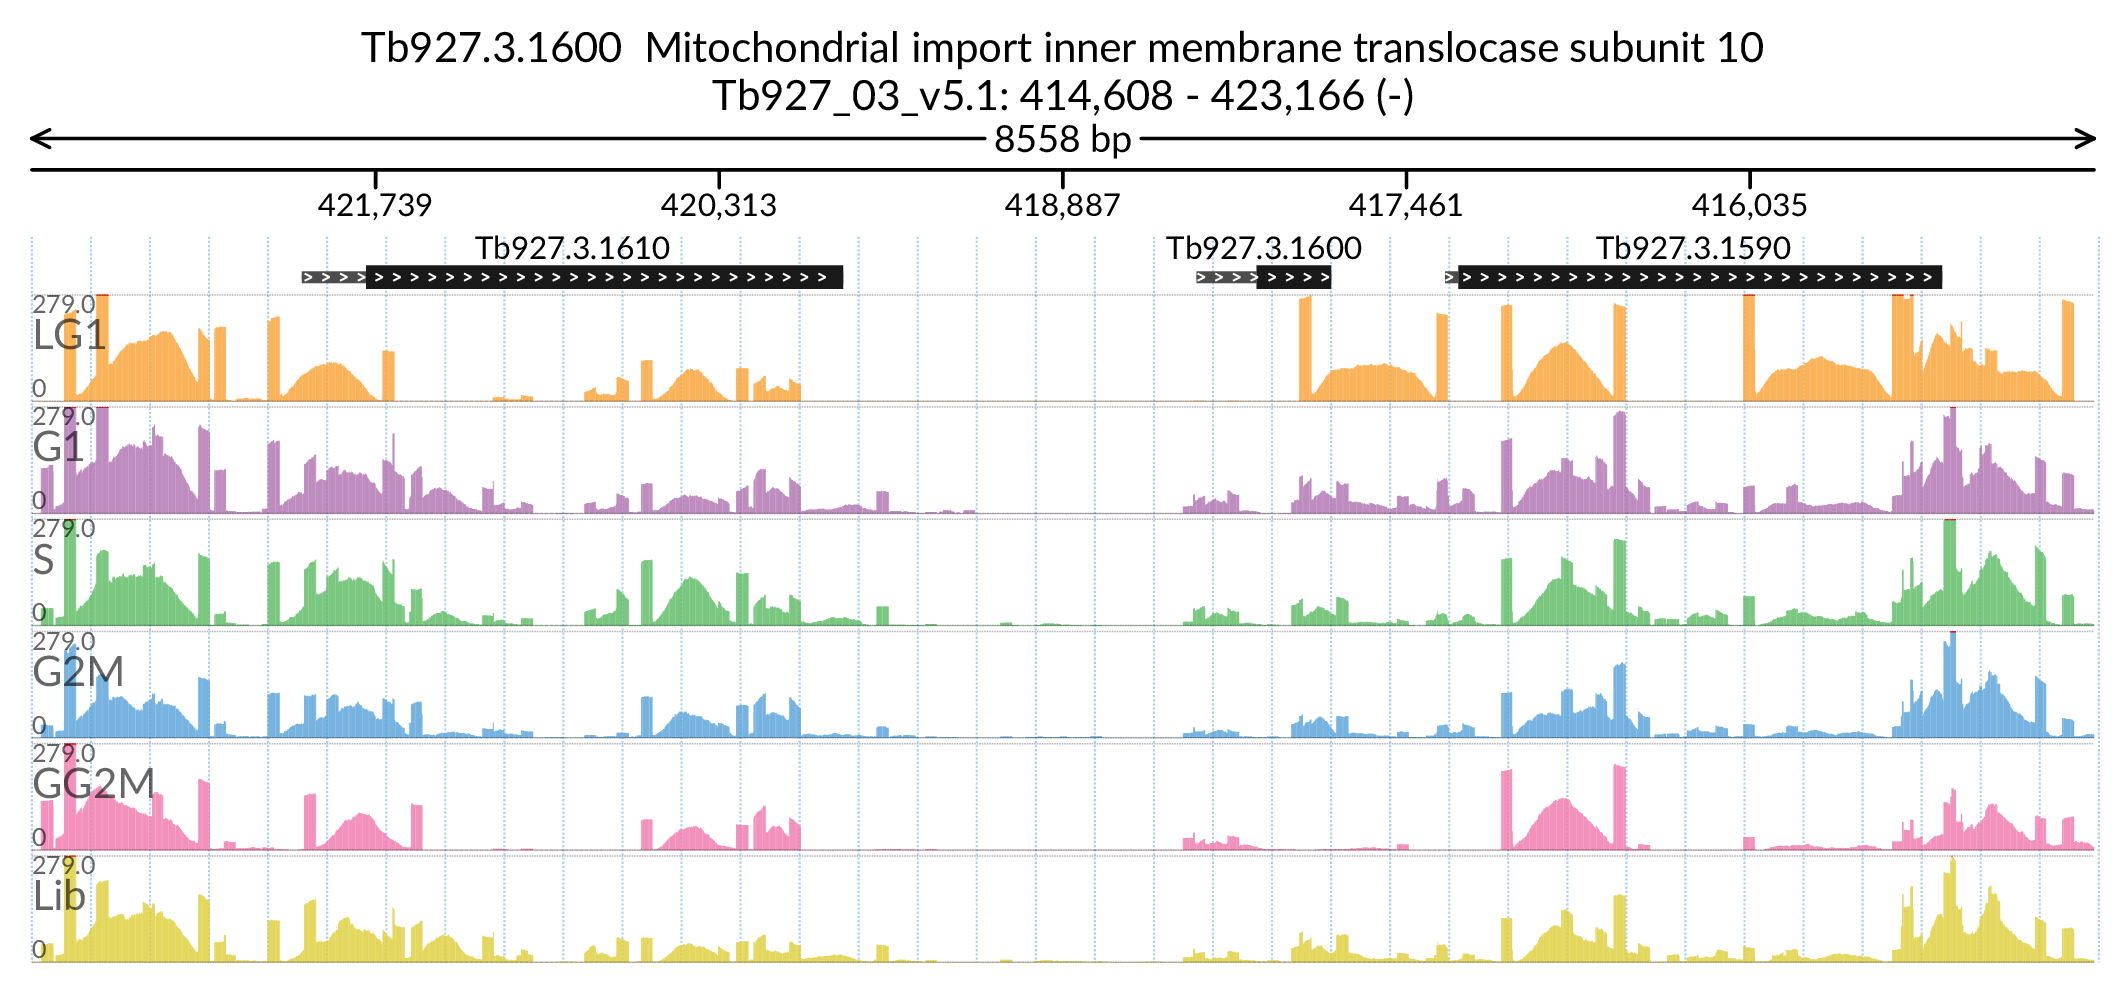 Tb927.3.1600  Mitochondrial import inner membrane translocase subunit 10
Tb927_03_v5.1: 414,608 - 423,166 (-)
8558 bp
421,739 420,313 418,887 417,461 416,035
Tb927.3.1610 Tb927.3.1600 Tb927.3.1590
279.0
LG1
0
279.0
G1
0
279.0
S
0
279.0
G2M
0
279.0
GG2M
0
279.0
Lib
0